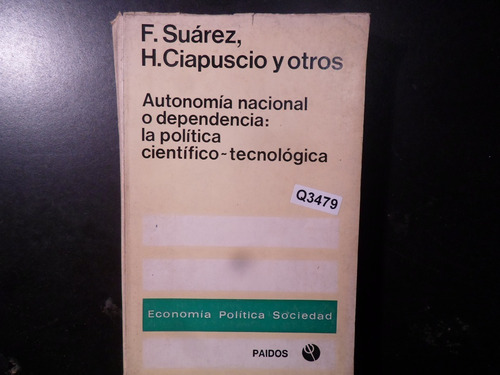 F. Suárez,
H. Ciapuscio y otros
Autonomía nacional
o dependencia:
la política
científico-tecnológica
Q3479
Economía Política Sociedad
PAIDOS